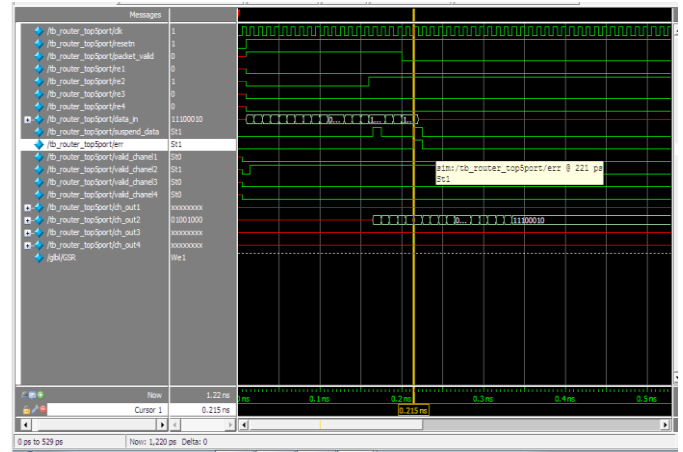 Messages
/tb_router_top5port/clk 1
/tb_router_top5port/resetn 1
/tb_router_top5port/packet_valid 0
/tb_router_top5port/re1 0
/tb_router_top5port/re2 1
/tb_router_top5port/re3 0
/tb_router_top5port/re4 0
/tb_router_top5port/data_in 11100010 0... 1... 1...
/tb_router_top5port/suspend_data St1
/tb_router_top5port/err St1
/tb_router_top5port/valid_chanel1 St0
/tb_router_top5port/valid_chanel2 St1
/tb_router_top5port/valid_chanel3 St0
/tb_router_top5port/valid_chanel4 St0
sim:/tb_router_top5port/err @ 221 ps
St1
/tb_router_top5port/ch_out1 xxxxxxxx
/tb_router_top5port/ch_out2 01001000 0... 11100010
/tb_router_top5port/ch_out3 xxxxxxxx
/tb_router_top5port/ch_out4 xxxxxxxx
/glbl/GSR We1
Now 1.22 ns 0.1 ns 0.2 ns 0.3 ns 0.4 ns 0.5 ns
Cursor 1 0.215 ns 0.215 ns
0 ps to 529 ps Now: 1,220 ps Delta: 0